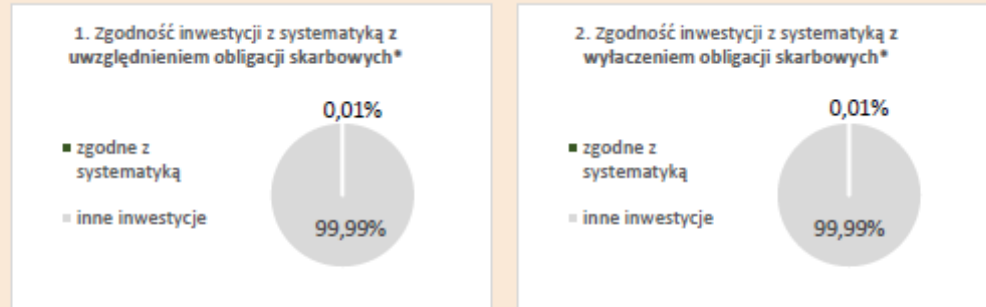 1. Zgodność inwestycji z systematyką z
uwzględnieniem obligacji skarbowych*
0,01%
zgodne z
systematyką
inne inwestycje
99,99%
2. Zgodność inwestycji z systematyką z
wyłaczeniem obligacji skarbowych*
0,01%
zgodne z
systematyką
inne inwestycje
99,99%